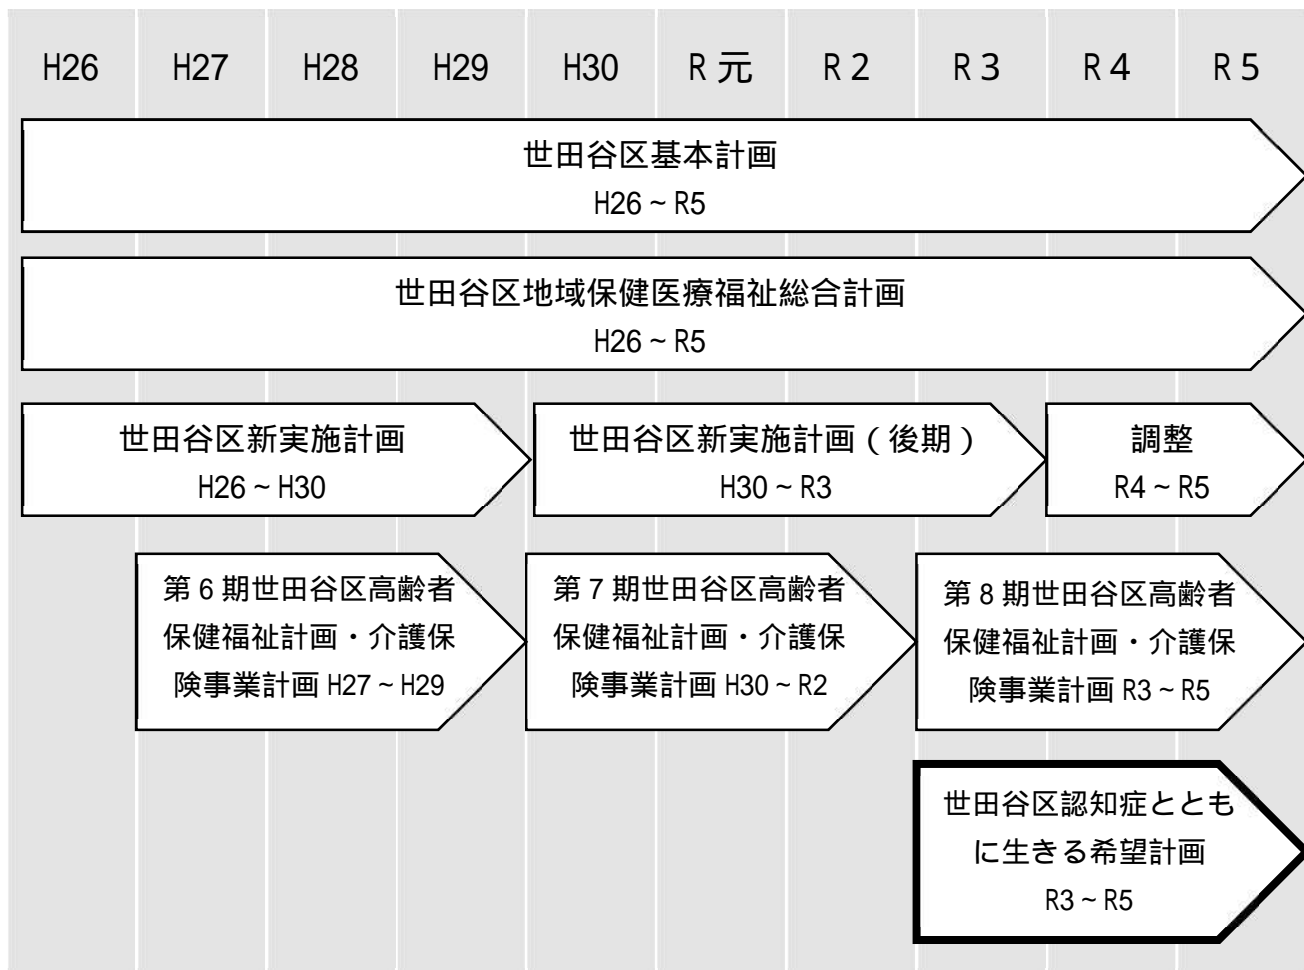 H26 H27 H28 H29 H30 R元 R2 R3 R4 R5
世田谷区基本計画
H26～R5
世田谷区地域保健医療福祉総合計画
H26～R5
世田谷区新実施計画
H26～H30
世田谷区新実施計画（後期）
H30～R3
調整
R4～R5
第6期世田谷区高齢者
保健福祉計画・介護保
険事業計画 H27～H29
第7期世田谷区高齢者
保健福祉計画・介護保
険事業計画 H30～R2
第8期世田谷区高齢者
保健福祉計画・介護保
険事業計画 R3～R5
世田谷区認知症ととも
に生きる希望計画
R3～R5